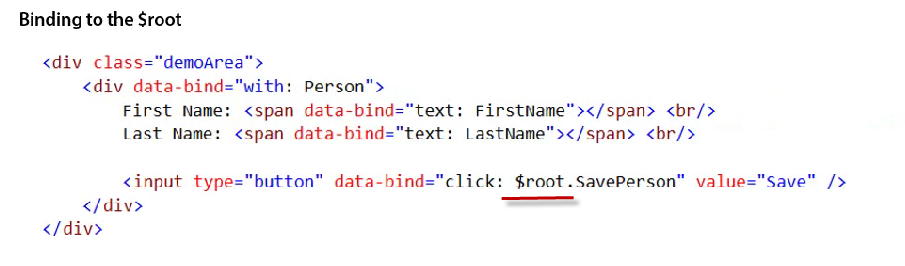 Binding to the $root
<div class="demoArea">
<div data-bind="with: Person">
First Name: <span data-bind="text: FirstName"></span> <br/>
Last Name: <span data-bind="text: LastName"></span> <br/>
<input type="button" data-bind="click: $root.SavePerson" value="Save" />
</div>
</div>